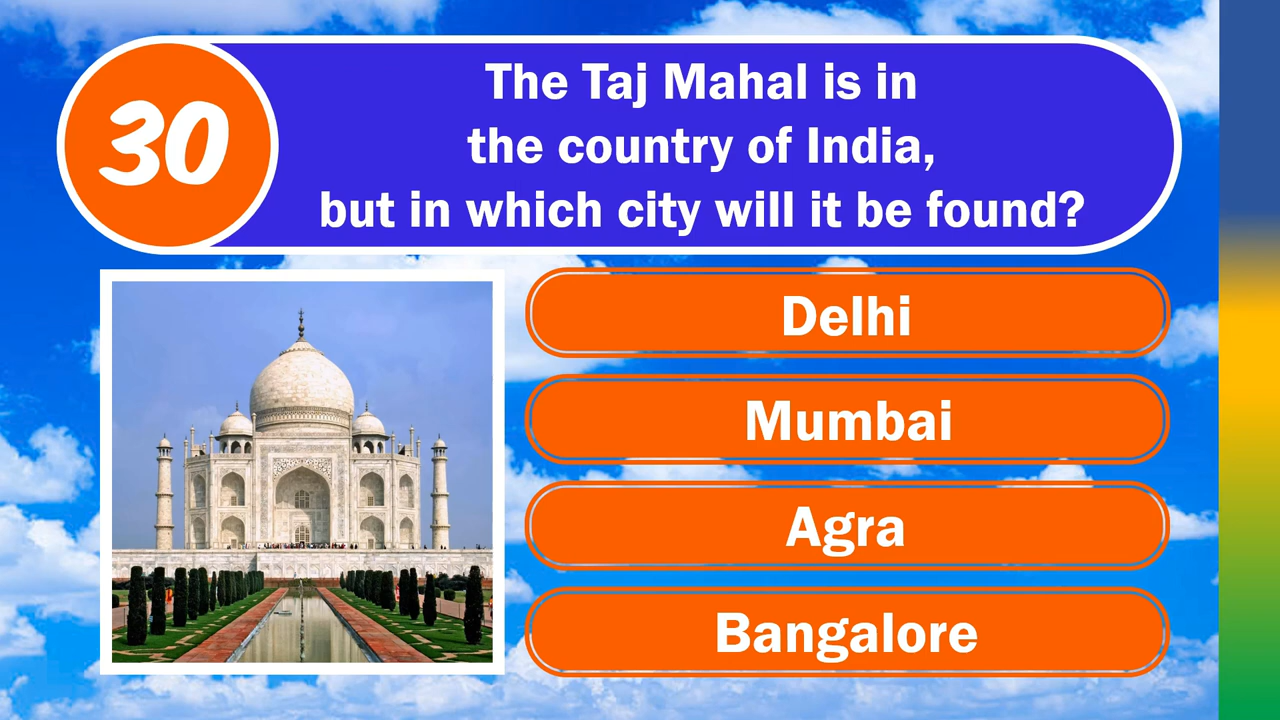 30
The Taj Mahal is in
the country of India,
but in which city will it be found?
Delhi
Mumbai
Agra
Bangalore